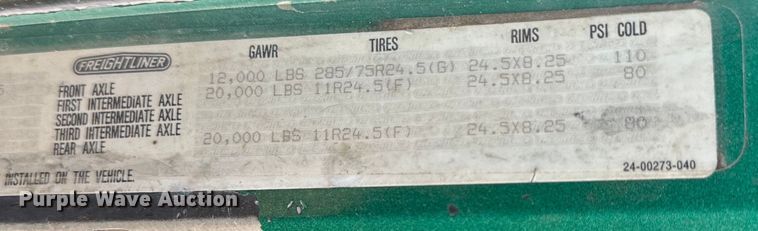 GAWR TIRES RIMS PSI COLD
FREIGHTLINER
FRONT AXLE 12,000 LBS 285/75R24.5(G) 24.5X8.25 110
FIRST INTERMEDIATE AXLE 20,000 LBS 11R24.5(F) 24.5X8.25 80
SECOND INTERMEDIATE AXLE
THIRD INTERMEDIATE AXLE
REAR AXLE 20,000 LBS 11R24.5(F) 24.5X8.25 80
INSTALLED ON THE VEHICLE.
24-00273-040
Purple Wave Auction